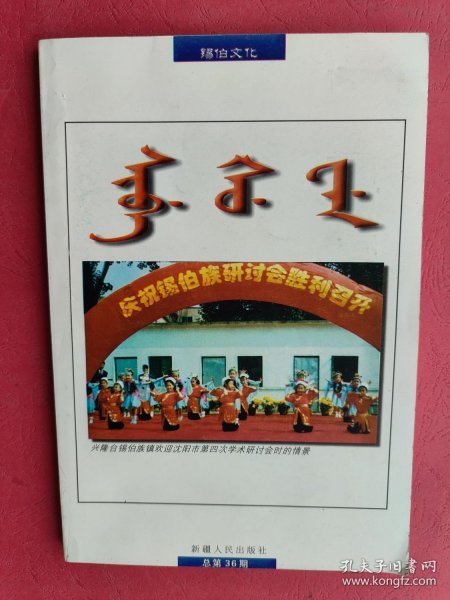 锡伯文化
庆祝锡伯族研讨会胜利召开
兴隆台锡伯族镇欢迎沈阳市第四次学术研讨会时的情景
新疆人民出版社
总第36期
孔夫子旧书网
www.kongfz.com